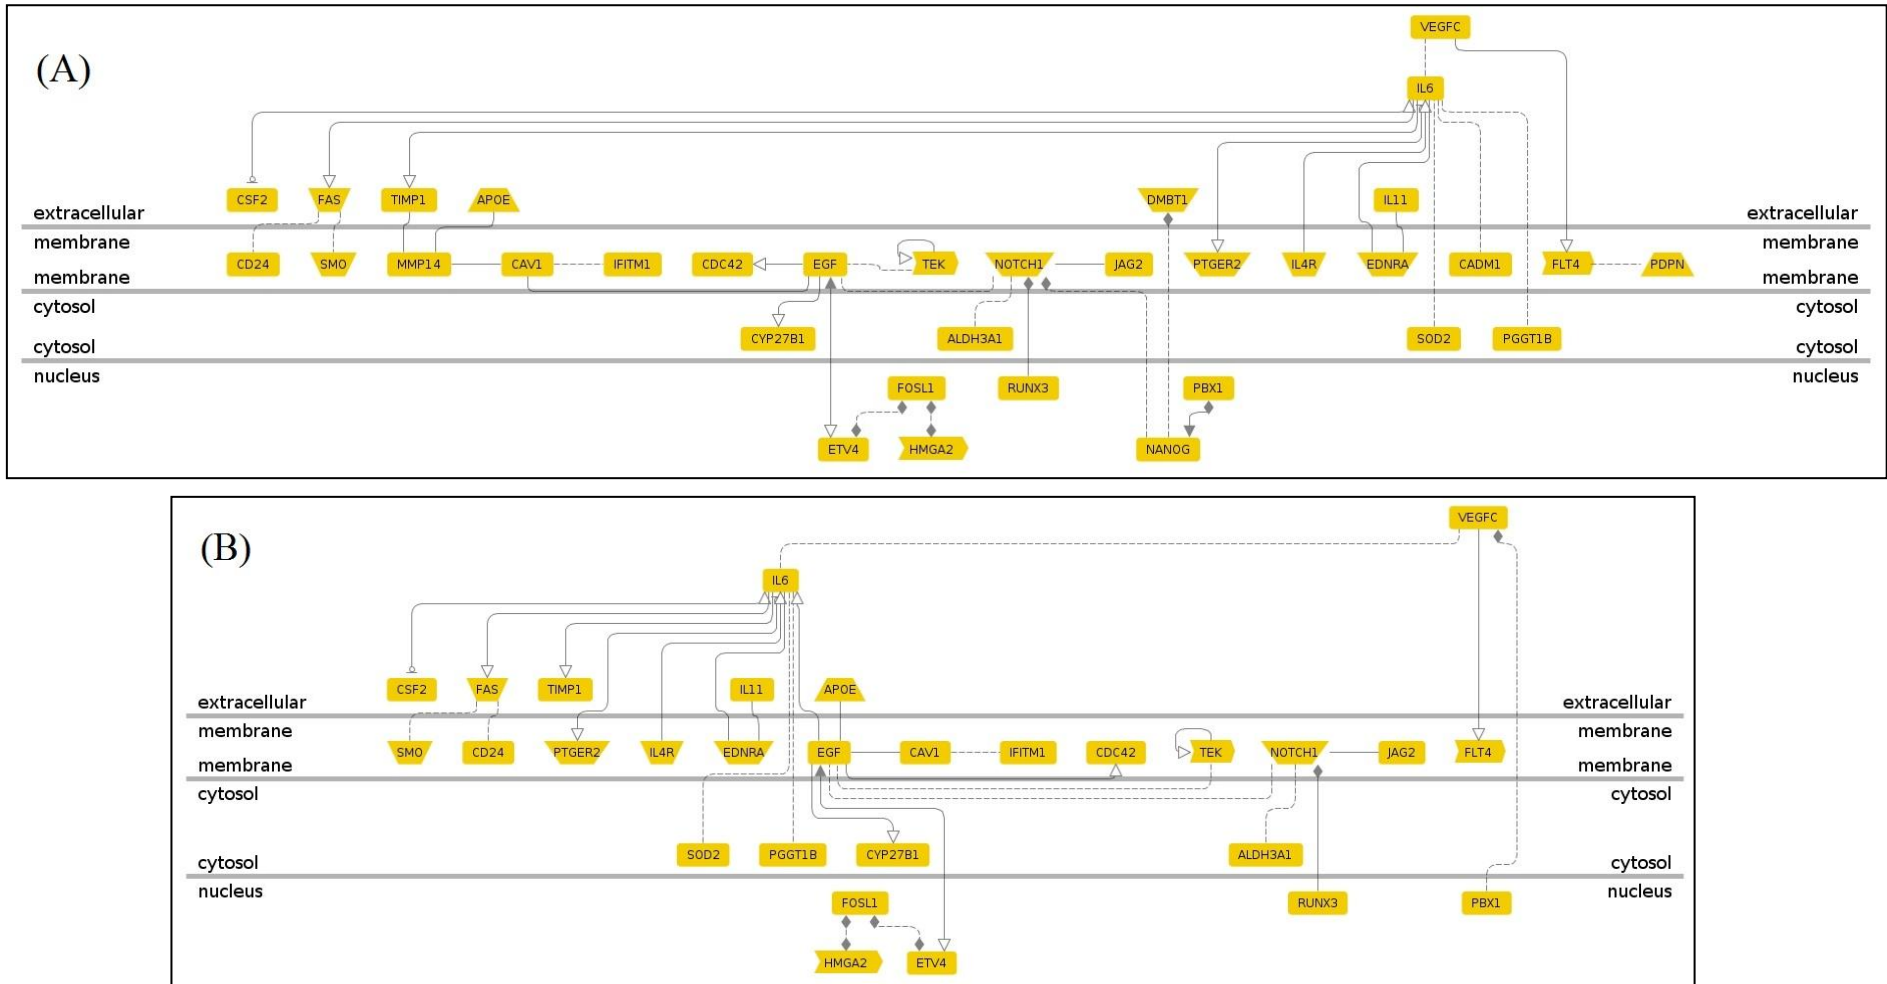 (A)
VEGFC
IL6
CSF2 FAS TIMP1 APOE DMBT1 IL11
extracellular extracellular
membrane membrane
CD24 SMO MMP14 CAV1 IFITM1 CDC42 EGF TEK NOTCH1 JAG2 PTGER2 IL4R EDNRA CADM1 FLT4 PDPN
membrane membrane
cytosol cytosol
CYP27B1 ALDH3A1 SOD2 PGGT1B
cytosol cytosol
nucleus nucleus
FOSL1 RUNX3 PBX1
ETV4 HMGA2 NANOG
(B)
VEGFC
IL6
CSF2 FAS TIMP1 IL11 APOE
extracellular extracellular
membrane membrane
SMO CD24 PTGER2 IL4R EDNRA EGF CAV1 IFITM1 CDC42 TEK NOTCH1 JAG2 FLT4
membrane membrane
cytosol cytosol
SOD2 PGGT1B CYP27B1 ALDH3A1
cytosol cytosol
nucleus nucleus
FOSL1 RUNX3 PBX1
HMGA2 ETV4